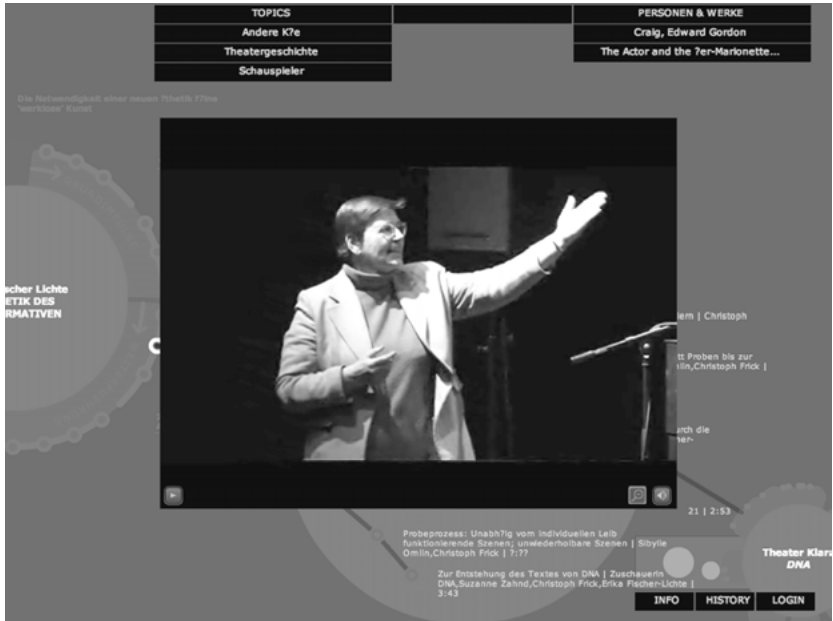 TOPICS
PERSONEN & WERKE
Andere K?e
Craig, Edward Gordon
Theatergeschichte
The Actor and the ?er-Marionette...
Schauspieler
Die Notwendigkeit einer neuen ?thetik f?ine
'werklose' Kunst
scher Lichte
ETIK DES
RMATIVEN
lern | Christoph
tt Proben bis zur
nlin,Christoph Frick |
urch die
her-
21 | 2:53
Probeprozess: Unabh?ig vom individuellen Leib
funktionierende Szenen; unwiederholbare Szenen | Sibylle
Omlin,Christoph Frick | ?:??
Theater Klara
DNA
Zur Entstehung des Textes von DNA | Zuschauerin
DNA,Suzanne Zahnd,Christoph Frick,Erika Fischer-Lichte |
3:43
INFO
HISTORY
LOGIN